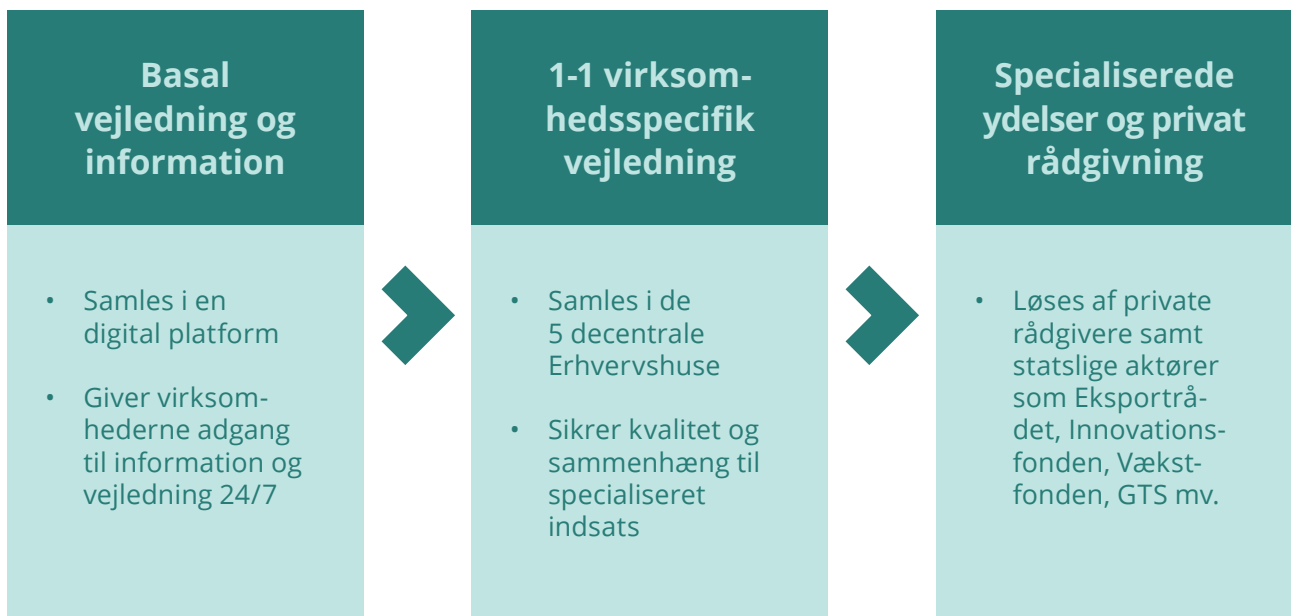 Basal
vejledning og
information
• Samles i en
digital platform
• Giver virksom-
hederne adgang
til information og
vejledning 24/7
1-1 virksom-
hedsspecifik
vejledning
• Samles i de
5 decentrale
Erhvervshuse
• Sikrer kvalitet og
sammenhæng til
specialiseret
indsats
Specialiserede
ydelser og privat
rådgivning
• Løses af private
rådgivere samt
statslige aktører
som Eksportrå-
det, Innovations-
fonden, Vækst-
fonden, GTS mv.